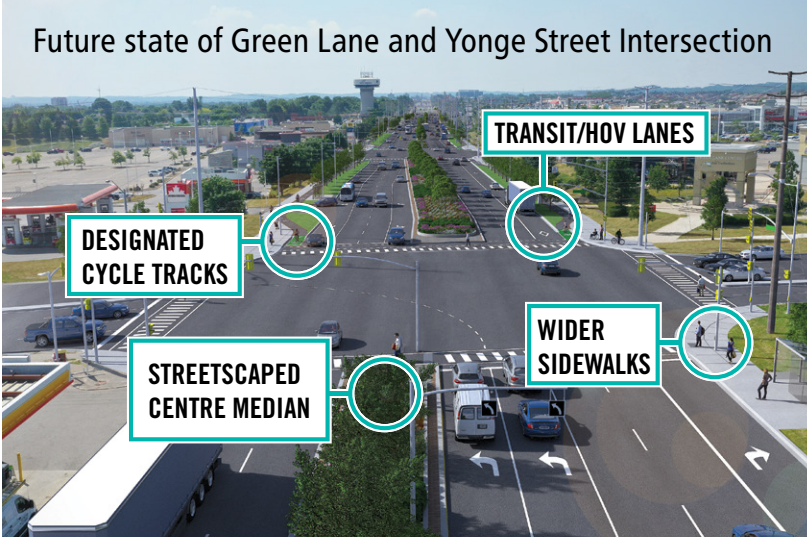 Future state of Green Lane and Yonge Street Intersection
TRANSIT/HOV LANES
DESIGNATED
CYCLE TRACKS
WIDER
SIDEWALKS
STREETSCAPED
CENTRE MEDIAN